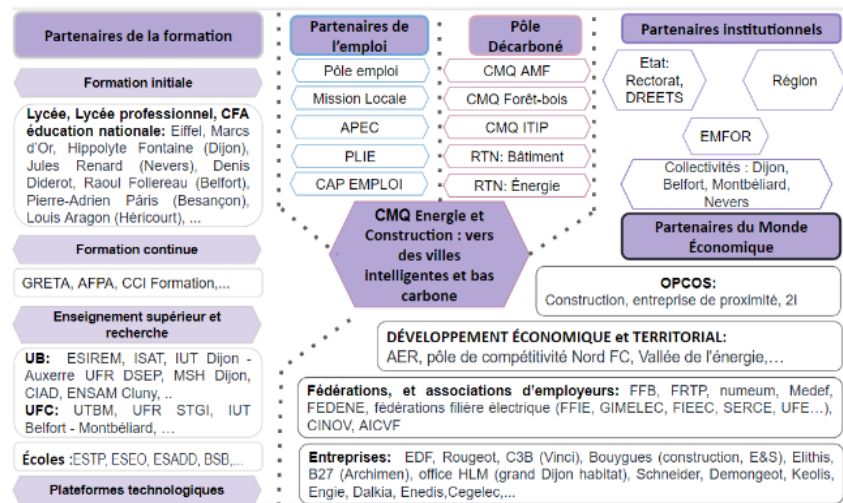 Partenaires de la formation
Formation initiale
Lycée, Lycée professionnel, CFA
éducation nationale: Eiffel, Marcs
d'Or, Hippolyte Fontaine (Dijon),
Jules Renard (Nevers), Denis
Diderot, Raoul Follereau (Belfort),
Pierre-Adrien Pâris (Besançon),
Louis Aragon (Héricourt), ...
Formation continue
GRETA, AFPA, CCI Formation,...
Enseignement supérieur et
recherche
UB: ESIREM, ISAT, IUT Dijon -
Auxerre UFR DSEP, MSH Dijon,
CIAD, ENSAM Cluny, ..
UFC: UTBM, UFR STGI, IUT
Belfort - Montbéliard, ...
Écoles :ESTP, ESEO, ESADD, BSB,...
Plateformes technologiques
Partenaires de
l'emploi
Pôle emploi
Mission Locale
APEC
PLIE
CAP EMPLOI
Pôle
Décarboné
CMQ AMF
CMQ Forêt-bois
CMQ ITIP
RTN: Bâtiment
RTN: Énergie
CMQ Energie et
Construction : vers
des villes
intelligentes et bas
carbone
Partenaires institutionnels
Etat:
Rectorat,
DREETS
Région
EMFOR
Collectivités : Dijon,
Belfort, Montbéliard,
Nevers
Partenaires du Monde
Économique
OPCOS:
Construction, entreprise de proximité, 2I
DÉVELOPPEMENT ÉCONOMIQUE et TERRITORIAL:
AER, pôle de compétitivité Nord FC, Vallée de l'énergie,...
Fédérations, et associations d'employeurs: FFB, FRTP, numeum, Medef,
FEDENE, fédérations filière électrique (FFIE, GIMELEC, FIEEC, SERCE, UFE...),
CINOV, AICVF
Entreprises: EDF, Rougeot, C3B (Vinci), Bouygues (construction, E&S), Elithis,
B27 (Archimen), office HLM (grand Dijon habitat), Schneider, Demongeot, Keolis,
Engie, Dalkia, Enedis,Cegelec,...